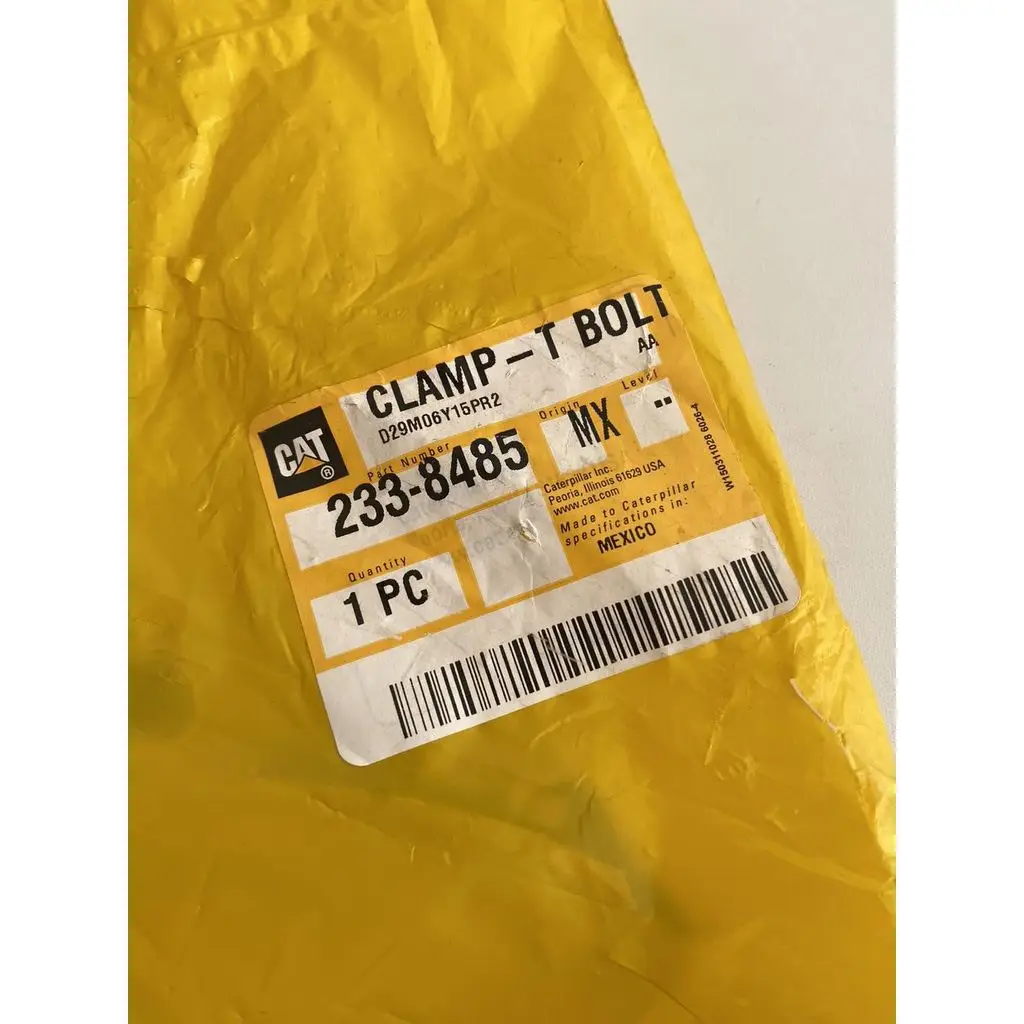 CLAMP-T BOLT
D29M06Y15PR2
AA
CAT®
Part Number
233-8485
Origin
MX
Level
--
Quantity
1 PC
Caterpillar Inc.
Peoria, Illinois 61629 USA
www.cat.com
Made to Caterpillar
specifications in:
MEXICO
W150311028 6026-4